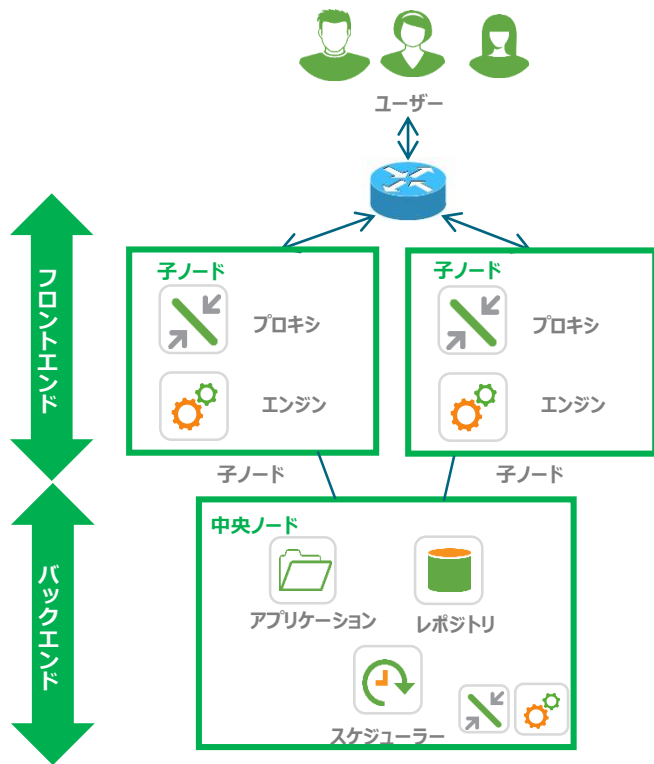 ユーザー
フロントエンド
子ノード
プロキシ
エンジン
子ノード
子ノード
プロキシ
エンジン
子ノード
バックエンド
中央ノード
アプリケーション
レポジトリ
スケジューラー